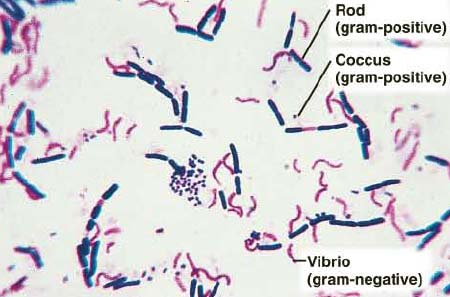 Rod
(gram-positive)
Coccus
(gram-positive)
Vibrio
(gram-negative)